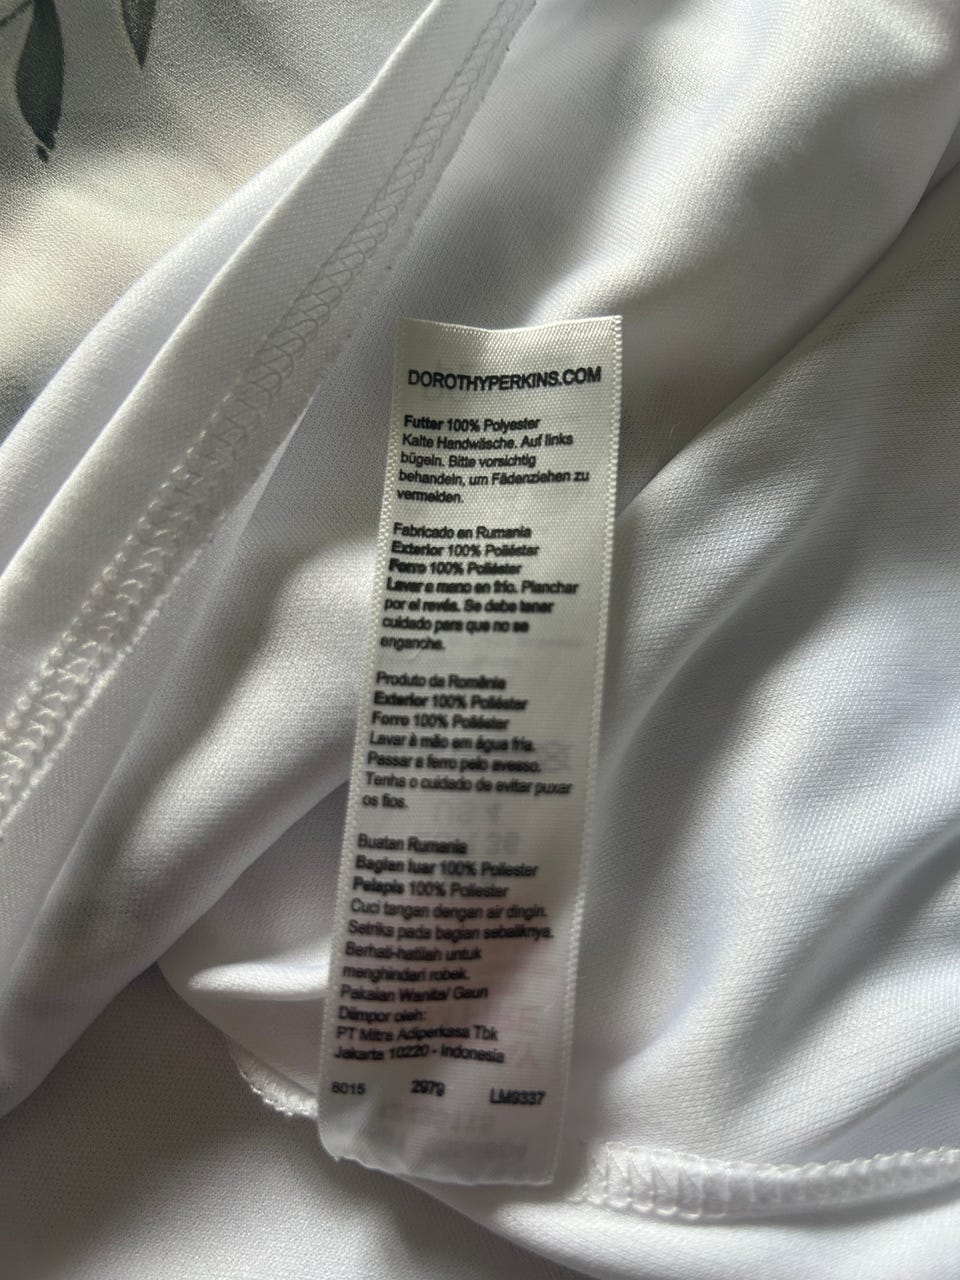 DOROTHYPERKINS.COM
Futter 100% Polyester
Kalte Handwäsche. Auf links
bügeln. Bitte vorsichtig
behandeln, um Fädenziehen zu
vermeiden.
Fabricado en Rumania
Exterior 100% Poliéster
Forro 100% Poliéster
Lavar a mano en frío. Planchar
por el revés. Se debe tener
cuidado para que no se
enganche.
Produto da Roménia
Exterior 100% Poliéster
Forro 100% Poliéster
Lavar à mão em água fria.
Passar a ferro pelo avesso.
Tenha o cuidado de evitar puxar
os fios.
Buatan Rumania
Bagian luar 100% Poliester
Pelapis 100% Poliester
Cuci tangan dengan air dingin.
Setrika pada bagian sebaliknya.
Berhati-hatilah untuk
menghindari robek.
Pakaian Wanita/ Gaun
Diimpor oleh:
PT Mitra Adiperkasa Tbk
Jakarta 10220 - Indonesia
6015 2979 LM9337